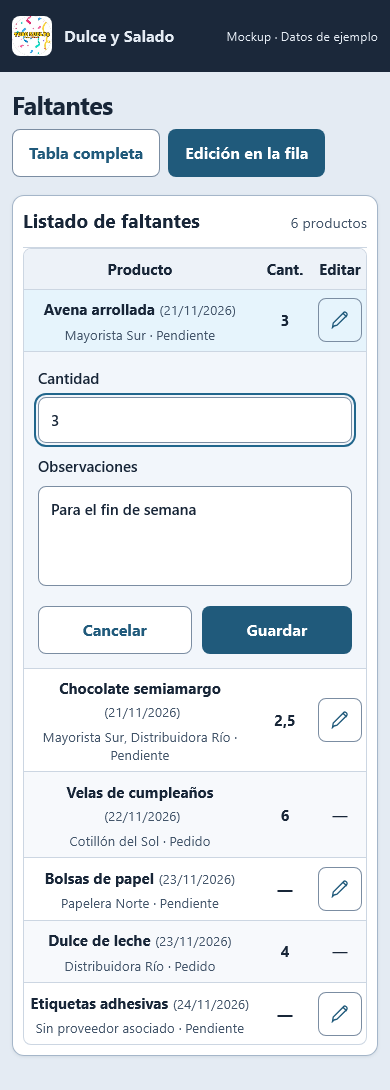 Dulce y Salado
Mockup · Datos de ejemplo
Faltantes
Tabla completa
Edición en la fila
Listado de faltantes
6 productos
Producto Cant. Editar
Avena arrollada (21/11/2026)
Mayorista Sur · Pendiente
3
Cantidad
3
Observaciones
Para el fin de semana
Cancelar
Guardar
Chocolate semiamargo
(21/11/2026)
Mayorista Sur, Distribuidora Río ·
Pendiente
2,5
Velas de cumpleaños
(22/11/2026)
Cotillón del Sol · Pedido
6 —
Bolsas de papel (23/11/2026)
Papelera Norte · Pendiente
—
Dulce de leche (23/11/2026)
Distribuidora Río · Pedido
4 —
Etiquetas adhesivas (24/11/2026)
Sin proveedor asociado · Pendiente
—